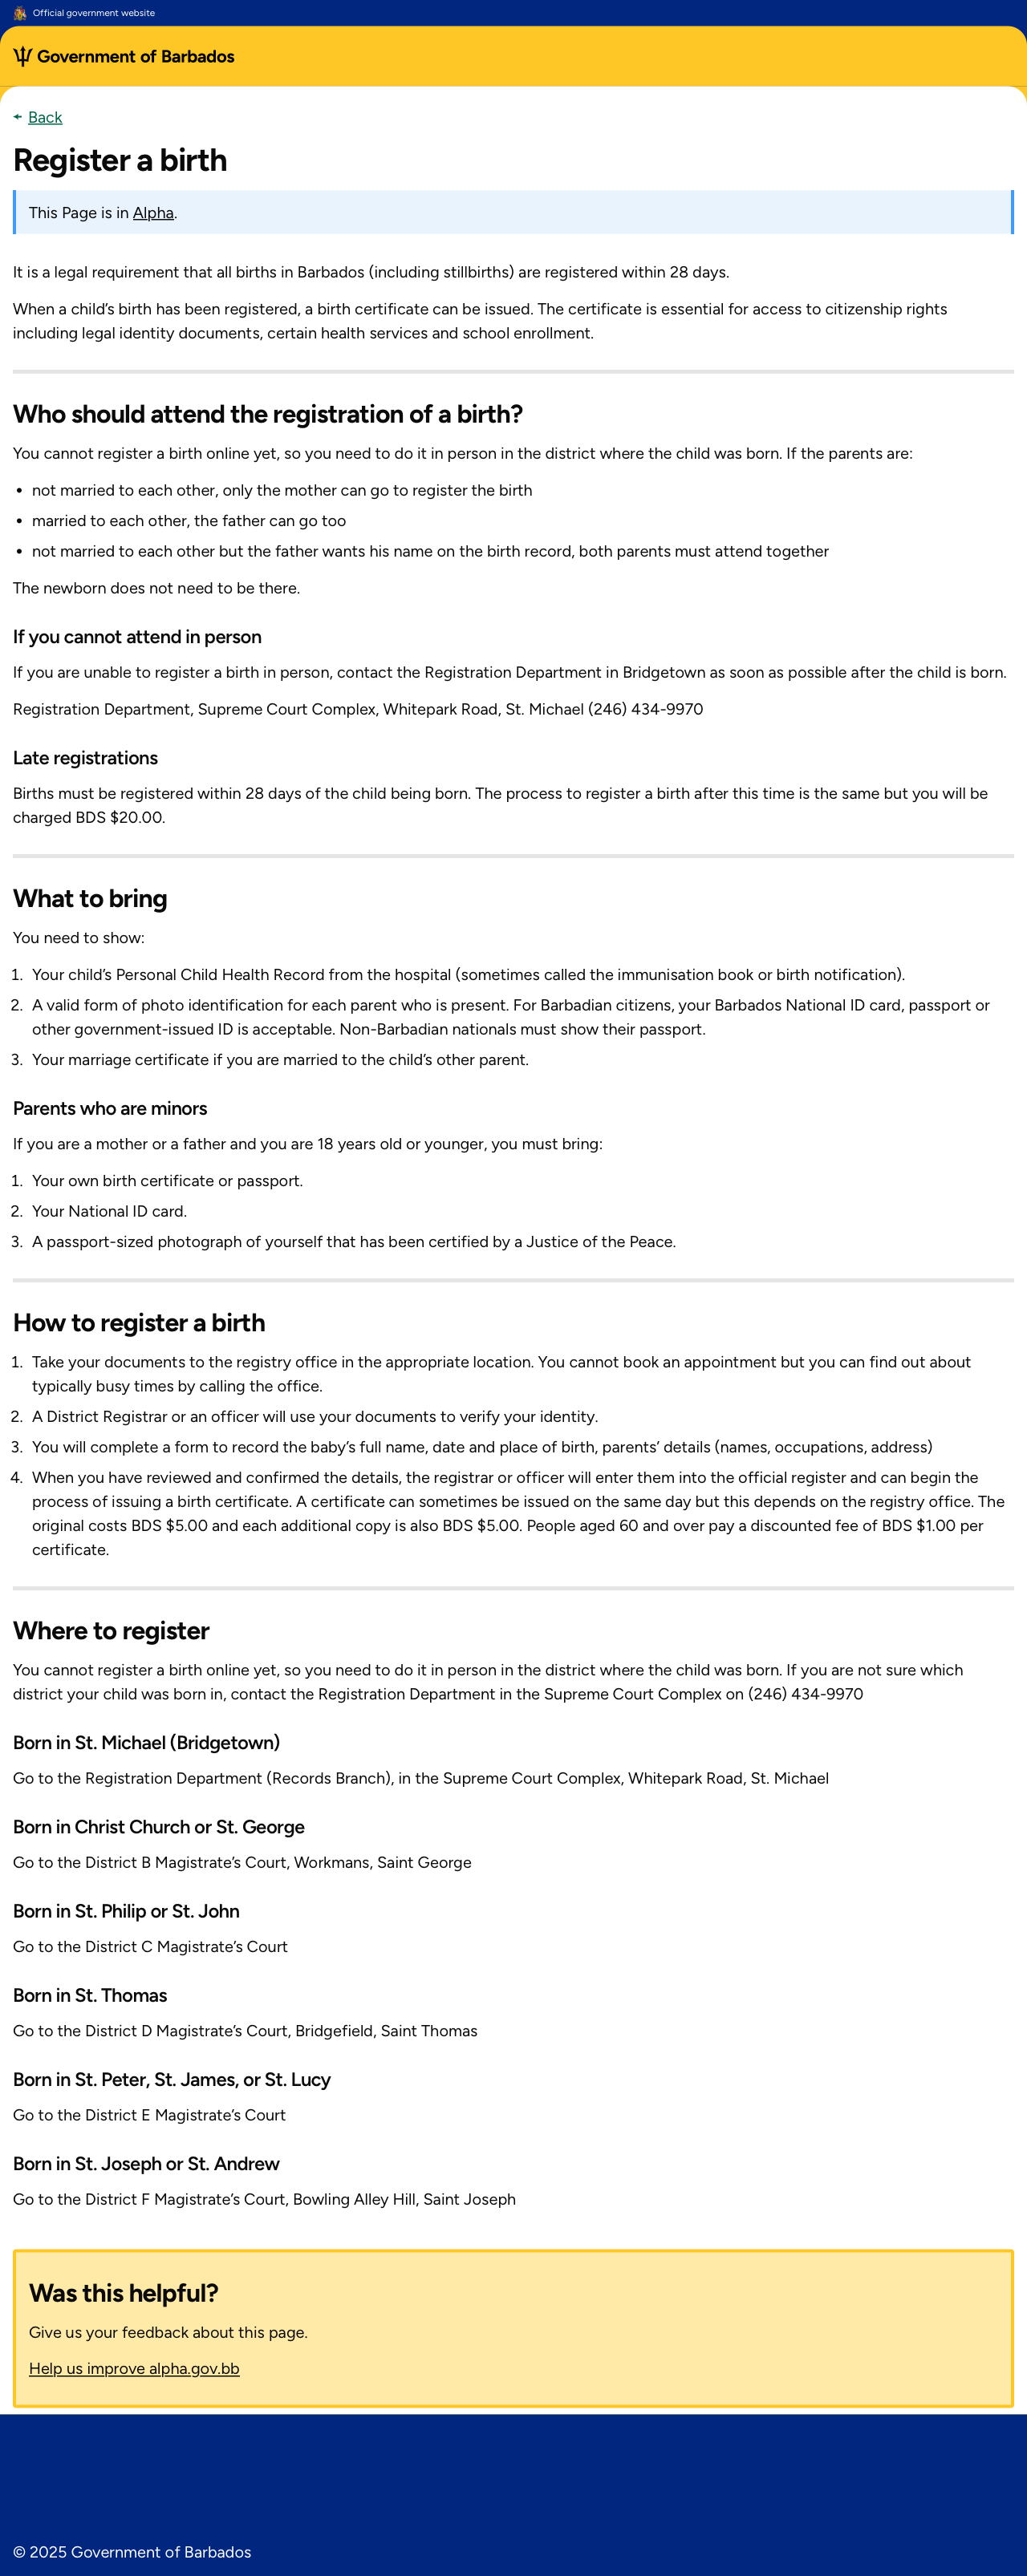 Official government website
Government of Barbados
Back
Register a birth
This Page is in Alpha.
It is a legal requirement that all births in Barbados (including stillbirths) are registered within 28 days.
When a child’s birth has been registered, a birth certificate can be issued. The certificate is essential for access to citizenship rights
including legal identity documents, certain health services and school enrollment.
Who should attend the registration of a birth?
You cannot register a birth online yet, so you need to do it in person in the district where the child was born. If the parents are:
• not married to each other, only the mother can go to register the birth
• married to each other, the father can go too
• not married to each other but the father wants his name on the birth record, both parents must attend together
The newborn does not need to be there.
If you cannot attend in person
If you are unable to register a birth in person, contact the Registration Department in Bridgetown as soon as possible after the child is born.
Registration Department, Supreme Court Complex, Whitepark Road, St. Michael (246) 434-9970
Late registrations
Births must be registered within 28 days of the child being born. The process to register a birth after this time is the same but you will be
charged BDS $20.00.
What to bring
You need to show:
1. Your child’s Personal Child Health Record from the hospital (sometimes called the immunisation book or birth notification).
2. A valid form of photo identification for each parent who is present. For Barbadian citizens, your Barbados National ID card, passport or
other government-issued ID is acceptable. Non-Barbadian nationals must show their passport.
3. Your marriage certificate if you are married to the child’s other parent.
Parents who are minors
If you are a mother or a father and you are 18 years old or younger, you must bring:
1. Your own birth certificate or passport.
2. Your National ID card.
3. A passport-sized photograph of yourself that has been certified by a Justice of the Peace.
How to register a birth
1. Take your documents to the registry office in the appropriate location. You cannot book an appointment but you can find out about
typically busy times by calling the office.
2. A District Registrar or an officer will use your documents to verify your identity.
3. You will complete a form to record the baby’s full name, date and place of birth, parents’ details (names, occupations, address)
4. When you have reviewed and confirmed the details, the registrar or officer will enter them into the official register and can begin the
process of issuing a birth certificate. A certificate can sometimes be issued on the same day but this depends on the registry office. The
original costs BDS $5.00 and each additional copy is also BDS $5.00. People aged 60 and over pay a discounted fee of BDS $1.00 per
certificate.
Where to register
You cannot register a birth online yet, so you need to do it in person in the district where the child was born. If you are not sure which
district your child was born in, contact the Registration Department in the Supreme Court Complex on (246) 434-9970
Born in St. Michael (Bridgetown)
Go to the Registration Department (Records Branch), in the Supreme Court Complex, Whitepark Road, St. Michael
Born in Christ Church or St. George
Go to the District B Magistrate’s Court, Workmans, Saint George
Born in St. Philip or St. John
Go to the District C Magistrate’s Court
Born in St. Thomas
Go to the District D Magistrate’s Court, Bridgefield, Saint Thomas
Born in St. Peter, St. James, or St. Lucy
Go to the District E Magistrate’s Court
Born in St. Joseph or St. Andrew
Go to the District F Magistrate’s Court, Bowling Alley Hill, Saint Joseph
Was this helpful?
Give us your feedback about this page.
Help us improve alpha.gov.bb
© 2025 Government of Barbados